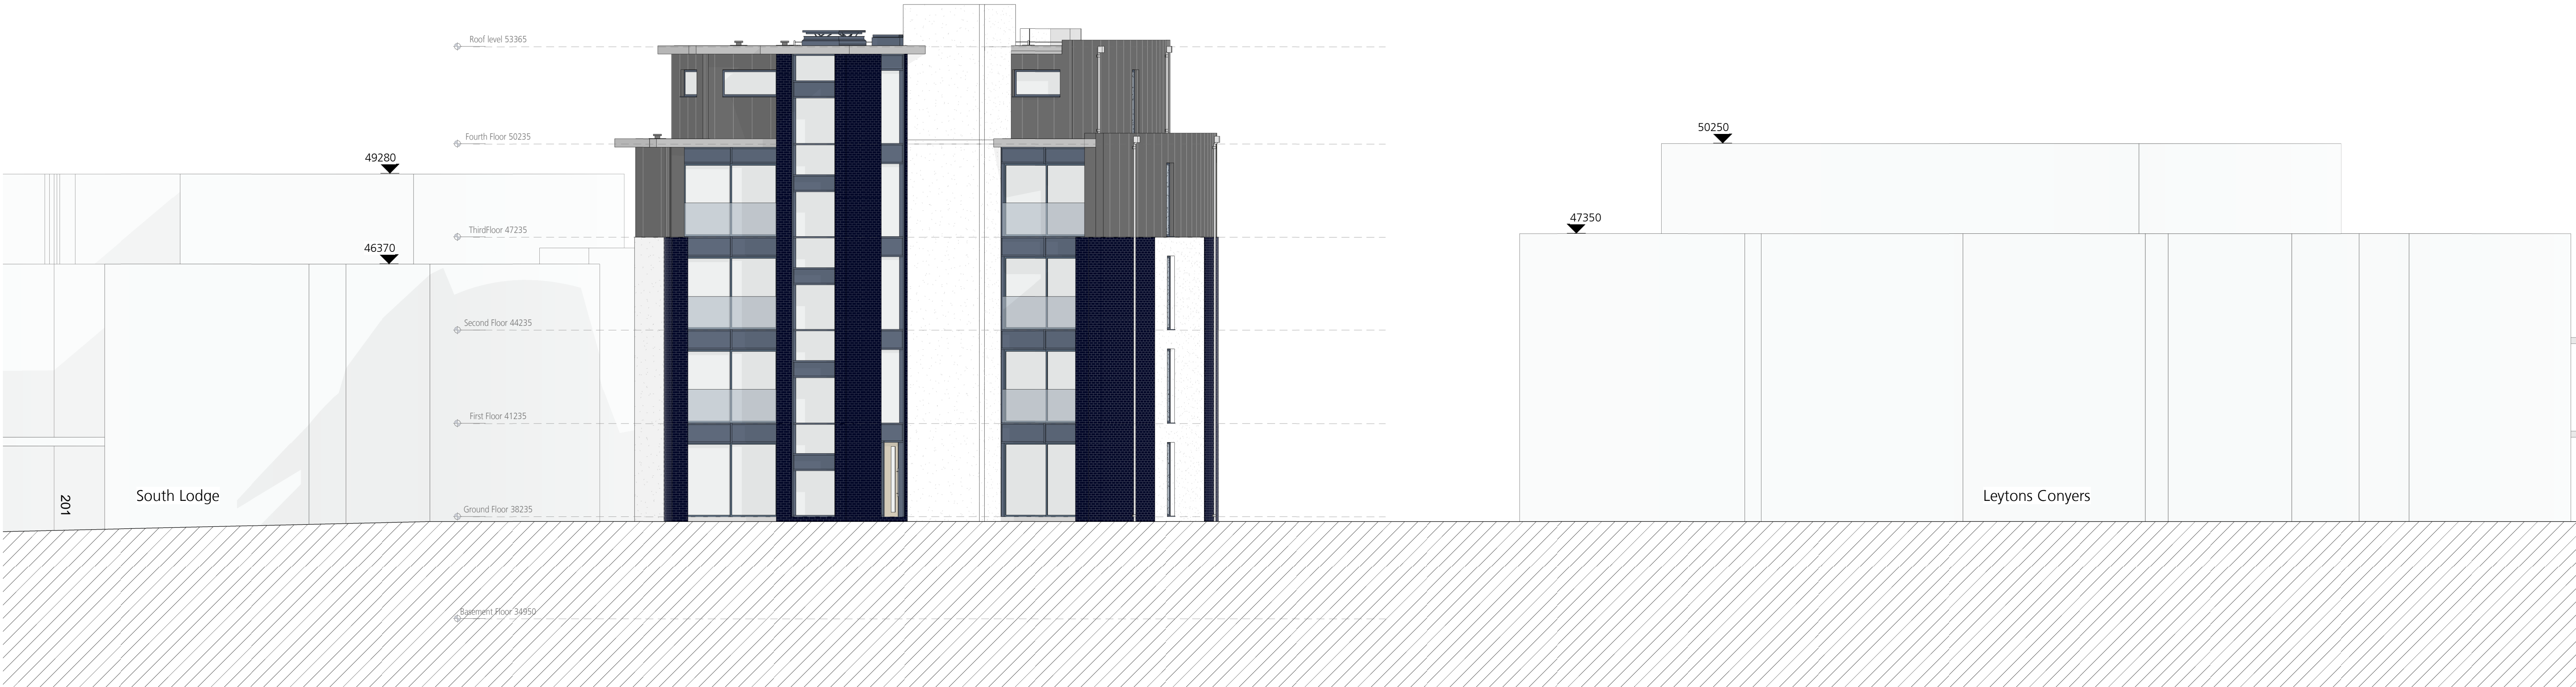 Roof level 53365
Fourth Floor 50235
50250
49280
47350
ThirdFloor 47235
46370
Second Floor 44235
First Floor 41235
201
South Lodge
Leytons Conyers
Ground Floor 38235
Basement Floor 34950